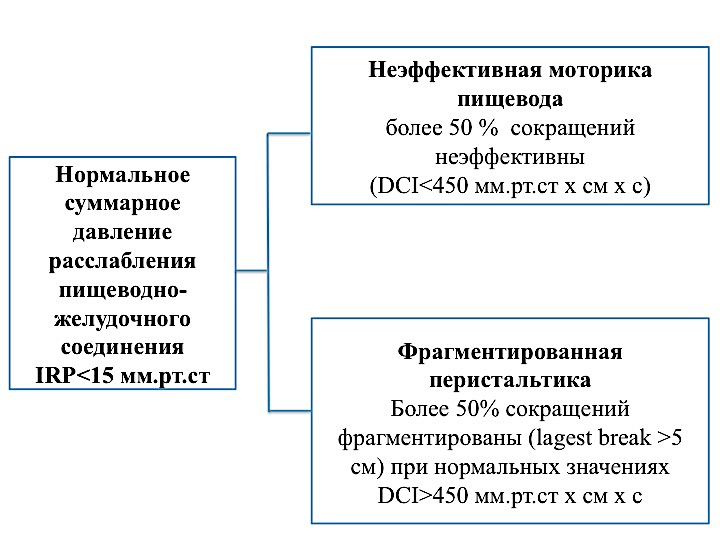 Нормальное
суммарное
давление
расслабления
пищеводно-
желудочного
соединения
IRP<15 мм.рт.ст
Неэффективная моторика
пищевода
более 50 % сокращений
неэффективны
(DCI<450 мм.рт.ст x см x с)
Фрагментированная
перистальтика
Более 50% сокращений
фрагментированы (lagest break >5
см) при нормальных значениях
DCI>450 мм.рт.ст x см x с